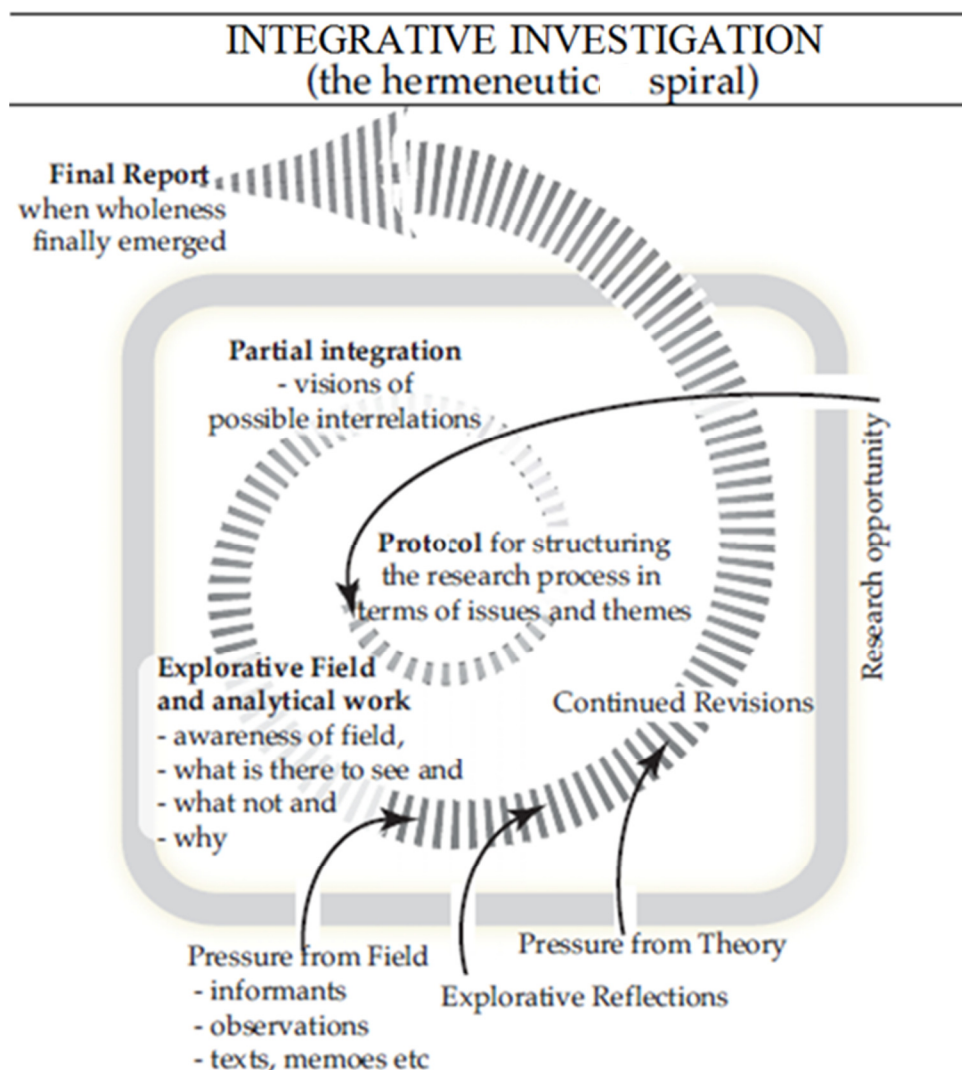 INTEGRATIVE INVESTIGATION
(the hermeneutic spiral)
Final Report
when wholeness
finally emerged
Partial integration
- visions of
possible interrelations
Research opportunity
Protocol for structuring
the research process in
terms of issues and themes
Explorative Field
and analytical work
- awareness of field,
- what is there to see and
- what not and
- why
Continued Revisions
Pressure from Field
- informants
- observations
- texts, memoes etc
Explorative Reflections
Pressure from Theory